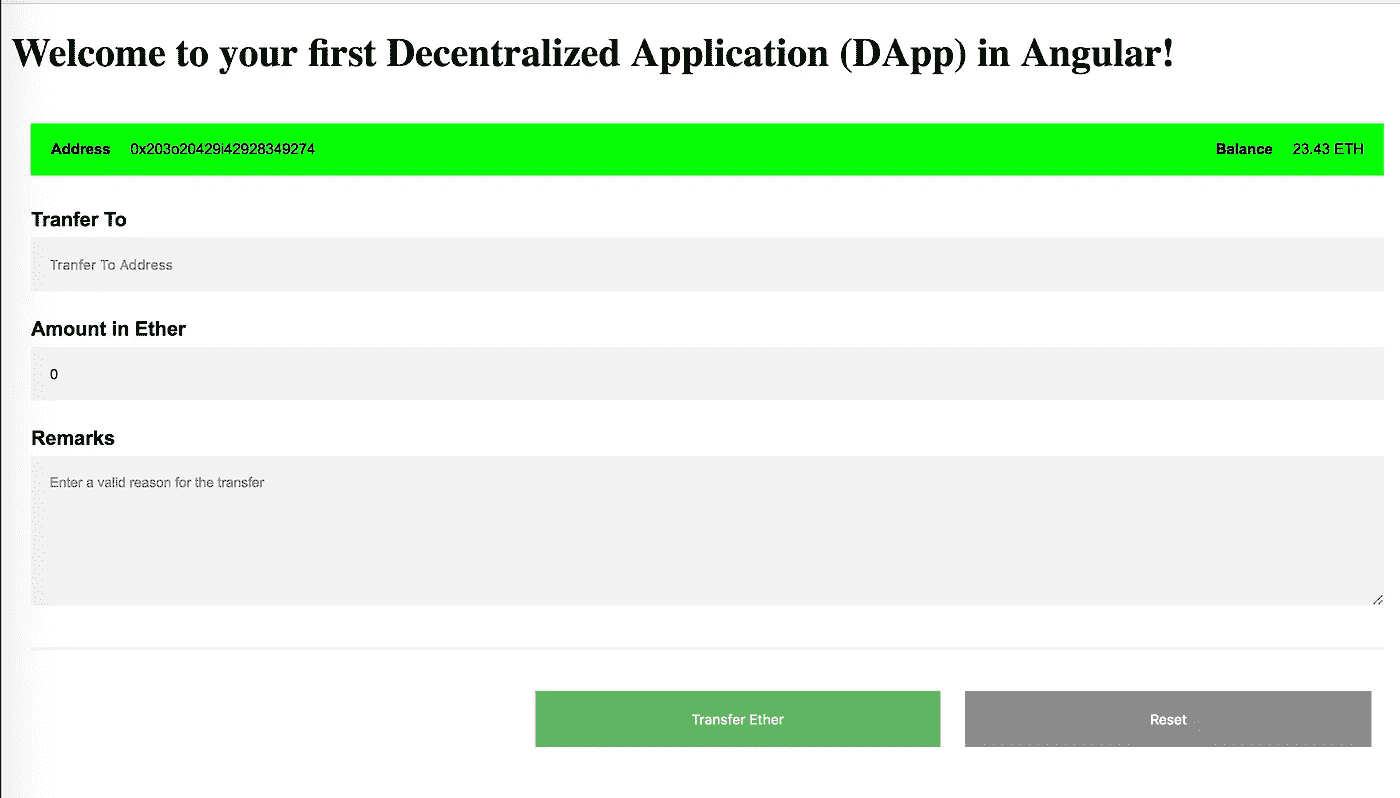 Welcome to your first Decentralized Application (DApp) in Angular!
Address 0x203o20429i42928349274 Balance 23.43 ETH
Tranfer To
Tranfer To Address
Amount in Ether
0
Remarks
Enter a valid reason for the transfer
Transfer Ether Reset